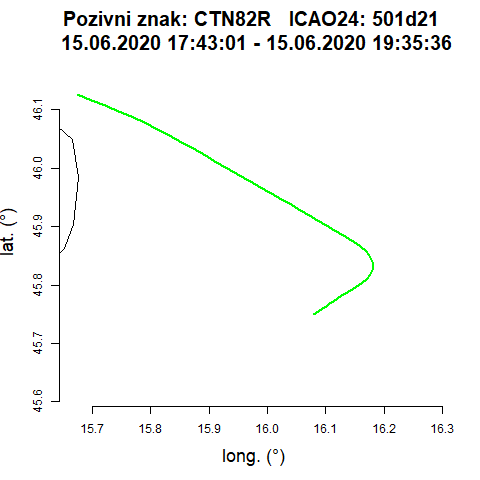 Pozivni znak: CTN82R   ICAO24: 501d21
15.06.2020 17:43:01 - 15.06.2020 19:35:36
46.1
46.0
45.9
45.8
45.7
45.6
lat. (°)
15.7 15.8 15.9 16.0 16.1 16.2 16.3
long. (°)